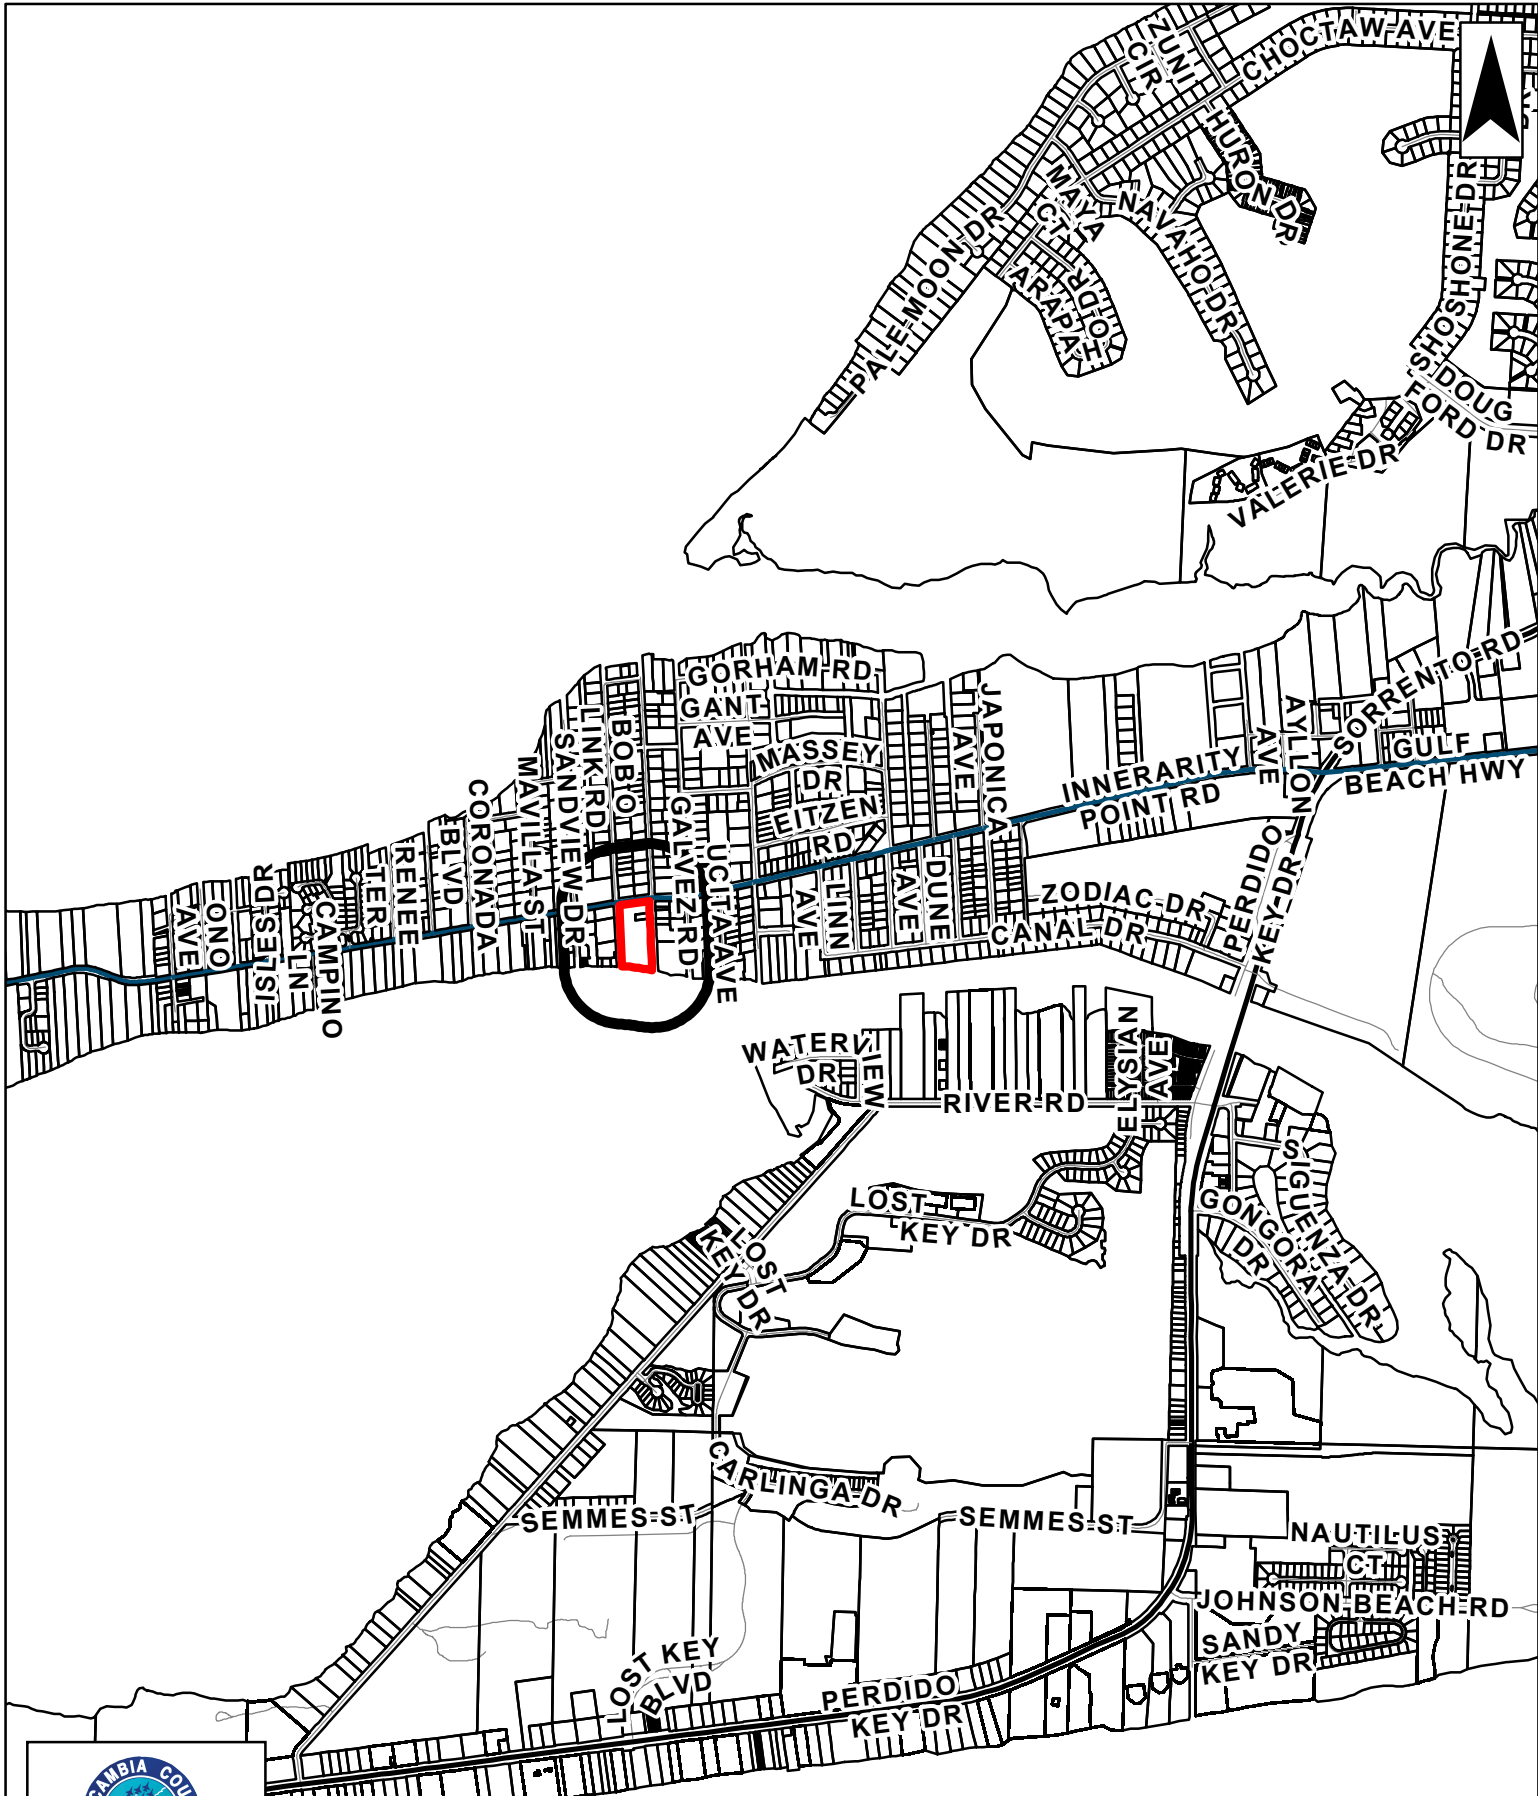 ZUNI
CIR
CHOCTAW AVE
HURON DR
MAYA
CT
NAVAHO DR
PALE MOON DR
ARAPAHO DR
SHOSHONE DR
S DOUG
FORD DR
VALERIE DR
GORHAM RD
GANT
AVE
MASSEY
DR
EITZEN
RD
JAPONICA
AVE
INNERARITY
POINT RD
AYLLON
AVE
SORRENTO RD
GULF
BEACH HWY
BOBO
LINK RD
SANDVIEW DR
MAVILLA ST
CORONADA
BLVD
RENEE
TER
CAMPINO
LN
ISLES DR
ONO
AVE
GALVEZ RD
UCITA AVE
LINN
AVE
DUNE
AVE
ZODIAC DR
CANAL DR
PERDIDO
KEY DR
WATERVIEW
DR
RIVER RD
ELYSIAN
AVE
SIGUENZA DR
GONGORA
DR
LOST
KEY DR
LOST
KEY DR
CARLINGA DR
SEMMES ST
SEMMES ST
NAUTILUS
CT
JOHNSON BEACH RD
SANDY
KEY DR
LOST KEY
BLVD
PERDIDO
KEY DR